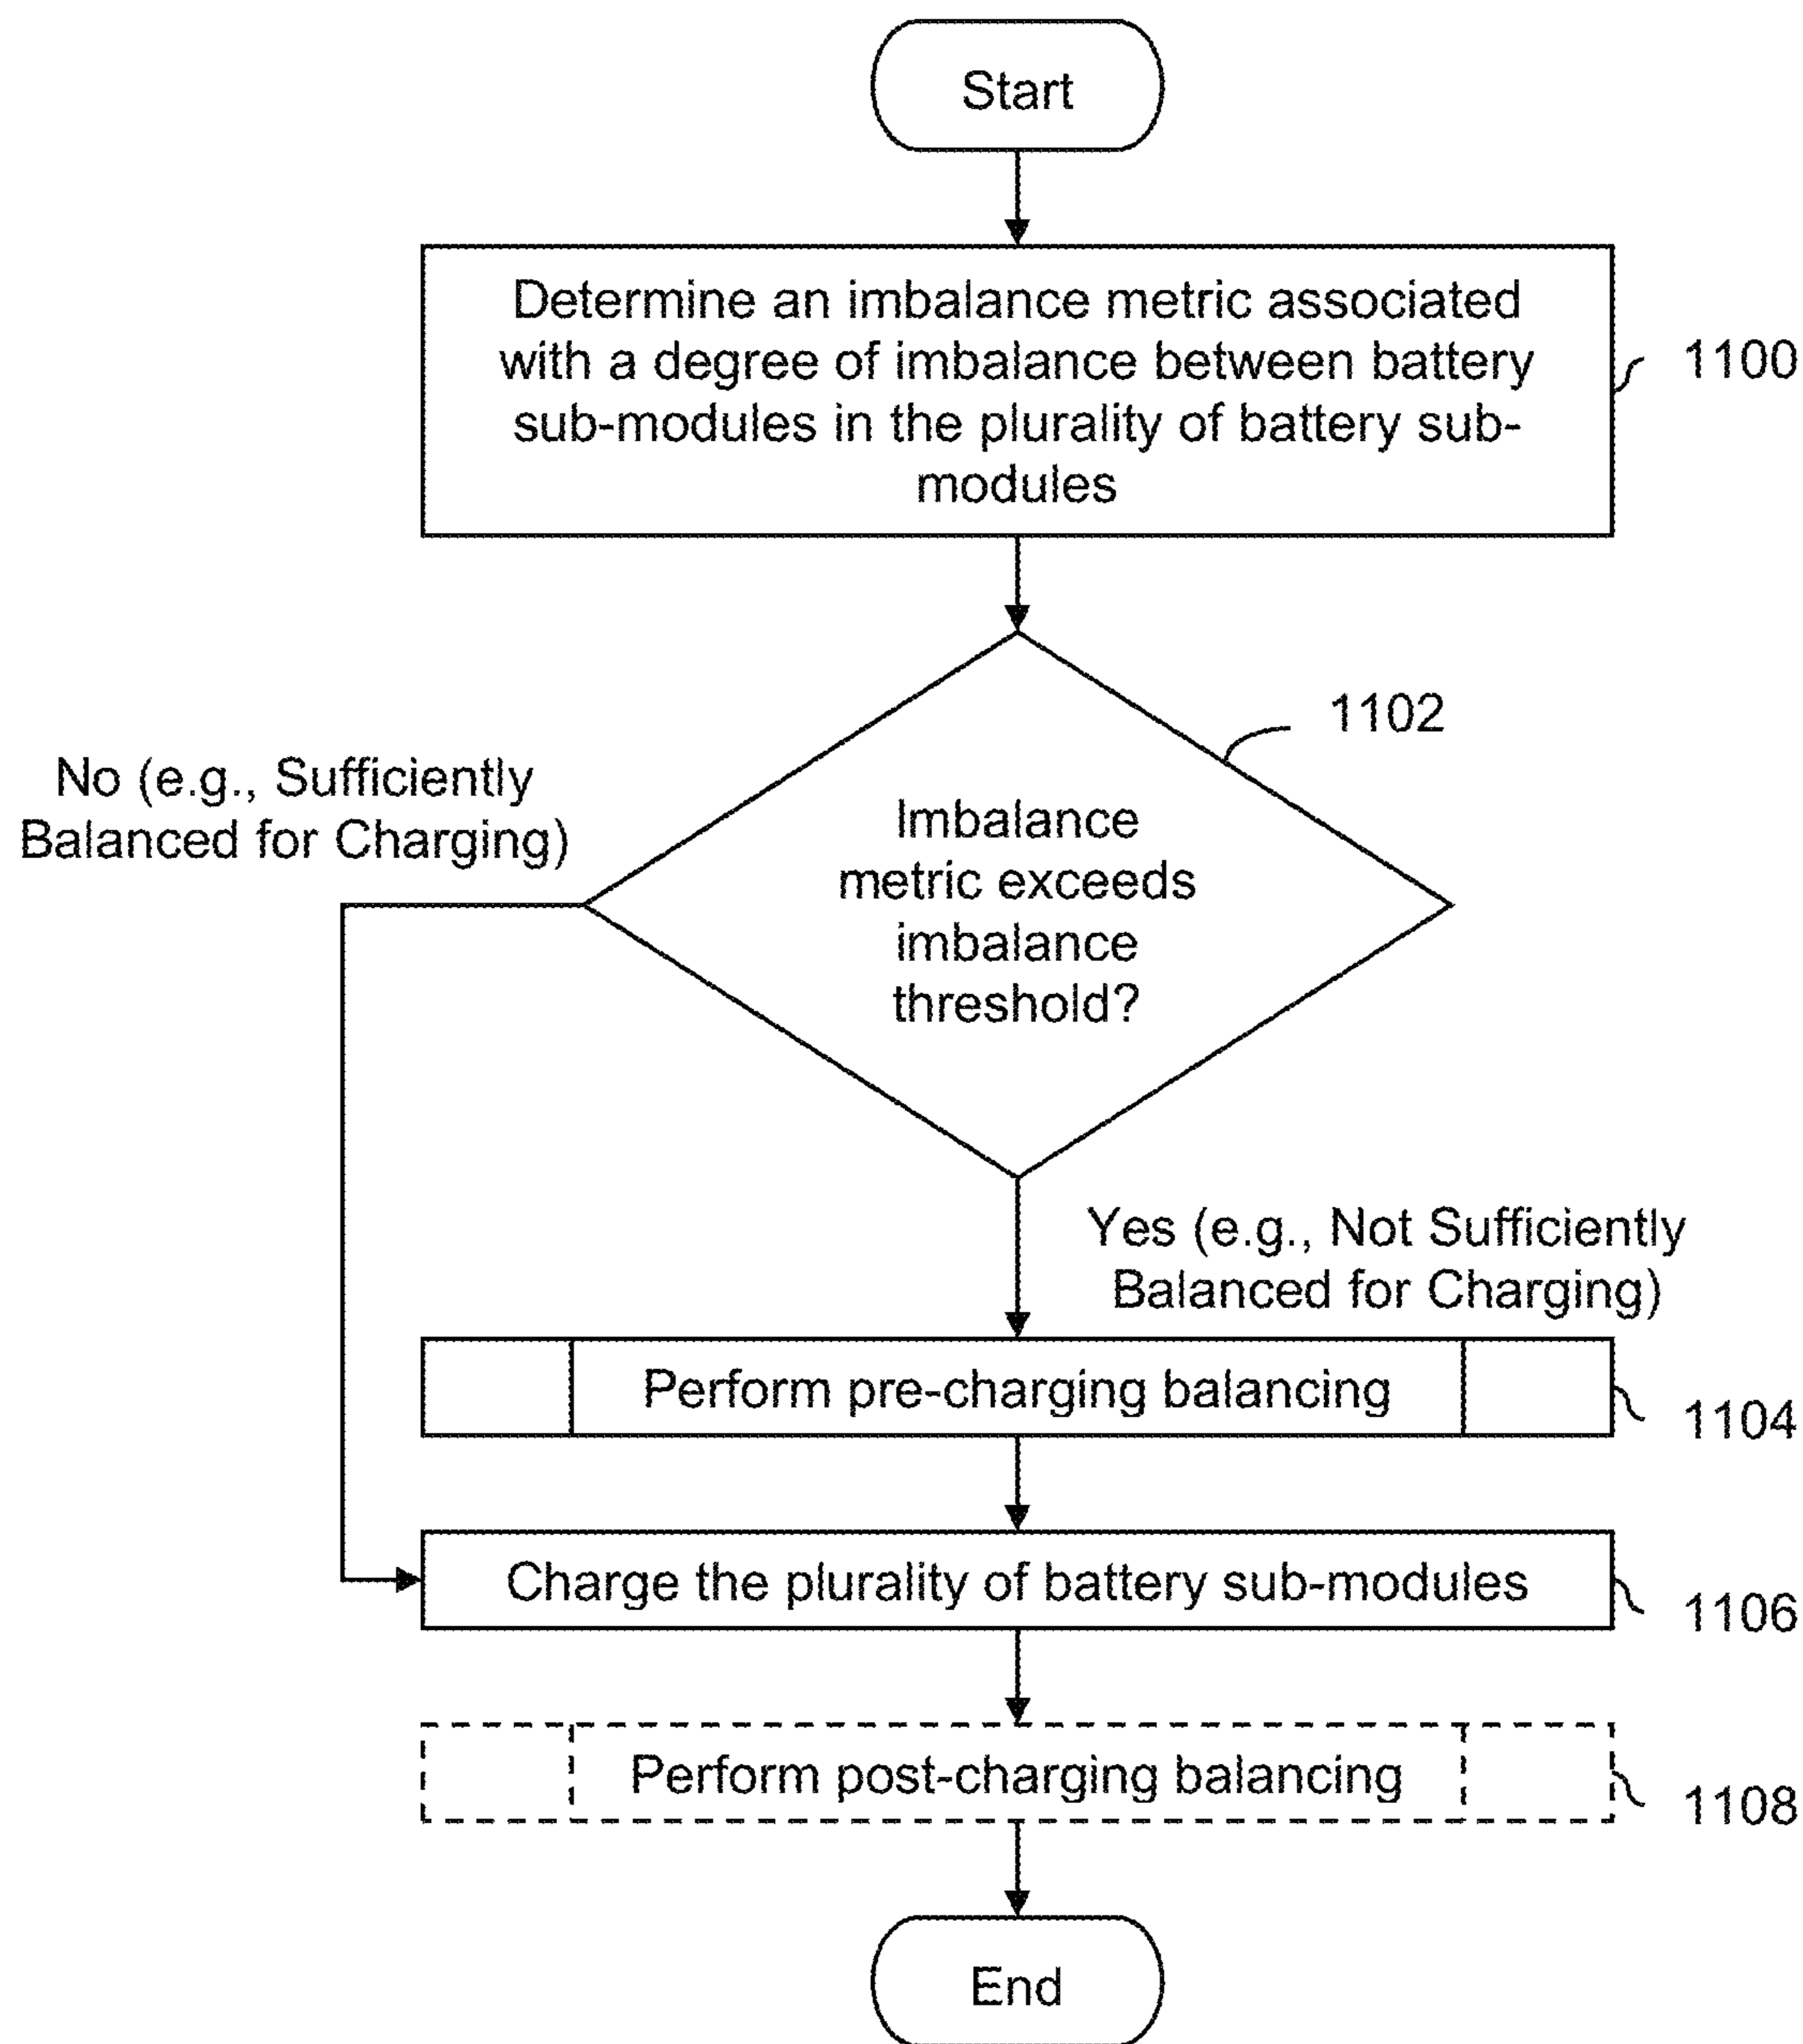 Start
Determine an imbalance metric associated
with a degree of imbalance between battery
sub-modules in the plurality of battery sub-
modules
1100
1102
No (e.g., Sufficiently
Balanced for Charging)
Imbalance
metric exceeds
imbalance
threshold?
Yes (e.g., Not Sufficiently
Balanced for Charging)
Perform pre-charging balancing
1104
Charge the plurality of battery sub-modules
1106
Perform post-charging balancing
1108
End